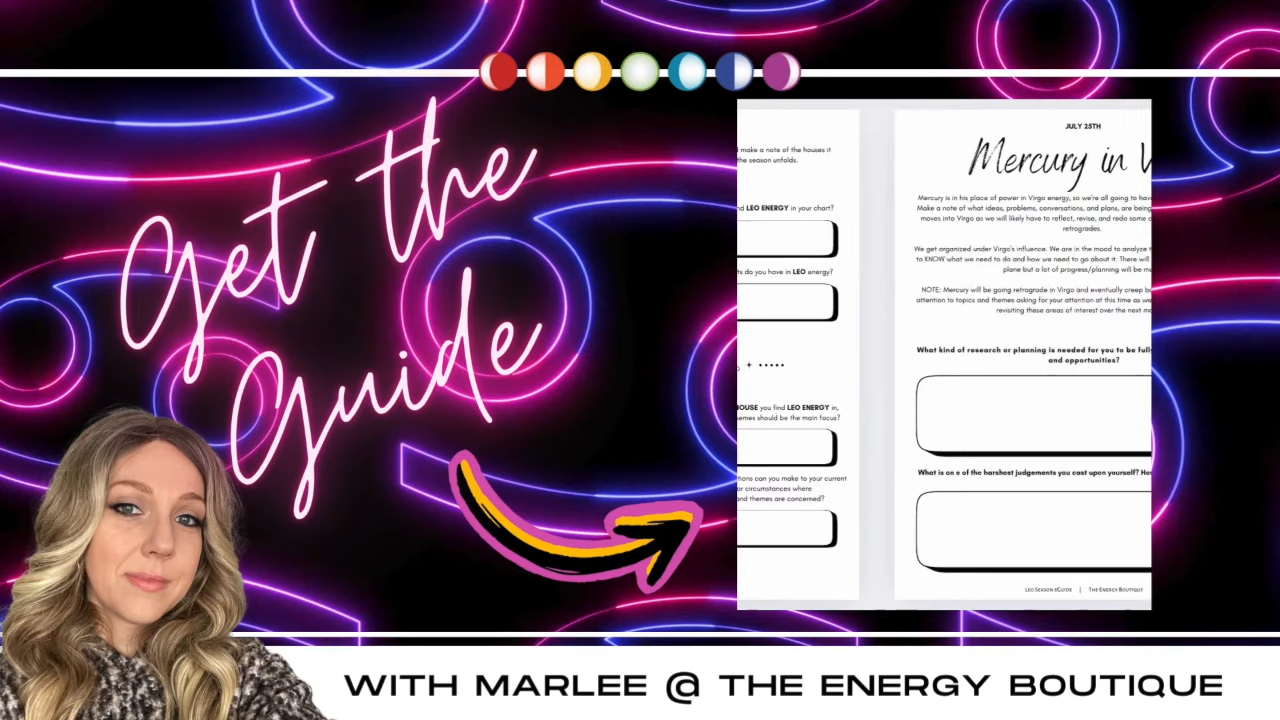 Get the
Guide
make a note of the houses it
the season unfolds.
LEO ENERGY in your chart?
do you have in LEO energy?
HOUSE you find LEO ENERGY in,
should be the main focus?
can you make to your current
or circumstances where
and themes are concerned?
JULY 25TH
Mercury in
Mercury is in his place of power in Virgo energy, so we're all going to
Make a note of what ideas, problems, conversations, and plans, are being
moves into Virgo as we will likely have to reflect, revise, and redo some
retrogrades.
We get organized under Virgo's influence. We are in the mood to analyze
to KNOW what we need to do and how we need to go about it. There will
plane but a lot of progress/planning will be
NOTE: Mercury will be going retrograde in Virgo and eventually creep
attention to topics and themes asking for your attention at this time as
revisiting these areas of interest over the next
What kind of research or planning is needed for you to be
and opportunities?
What is on e of the harshest judgements you cast upon yourself?
LEO SEASON EGUIDE | THE ENERGY BOUTIQUE
WITH MARLEE @ THE ENERGY BOUTIQUE